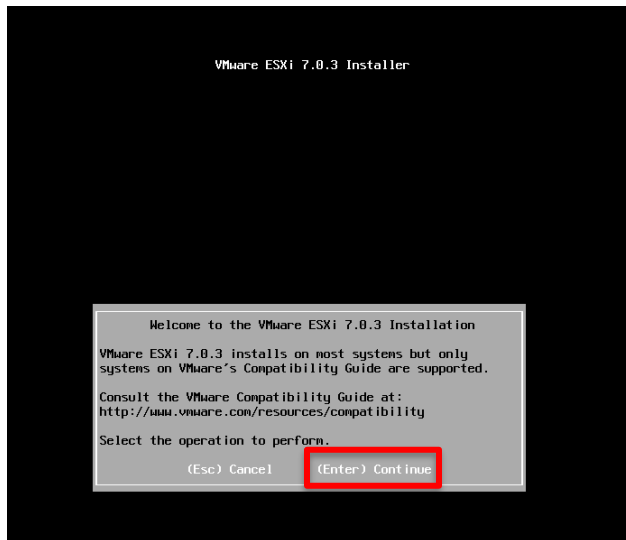 VMware ESXi 7.0.3 Installer
Welcome to the VMware ESXi 7.0.3 Installation
VMware ESXi 7.0.3 installs on most systems but only
systems on VMware's Compatibility Guide are supported.
Consult the VMware Compatibility Guide at:
http://www.vmware.com/resources/compatibility
Select the operation to perform.
(Esc) Cancel (Enter) Continue